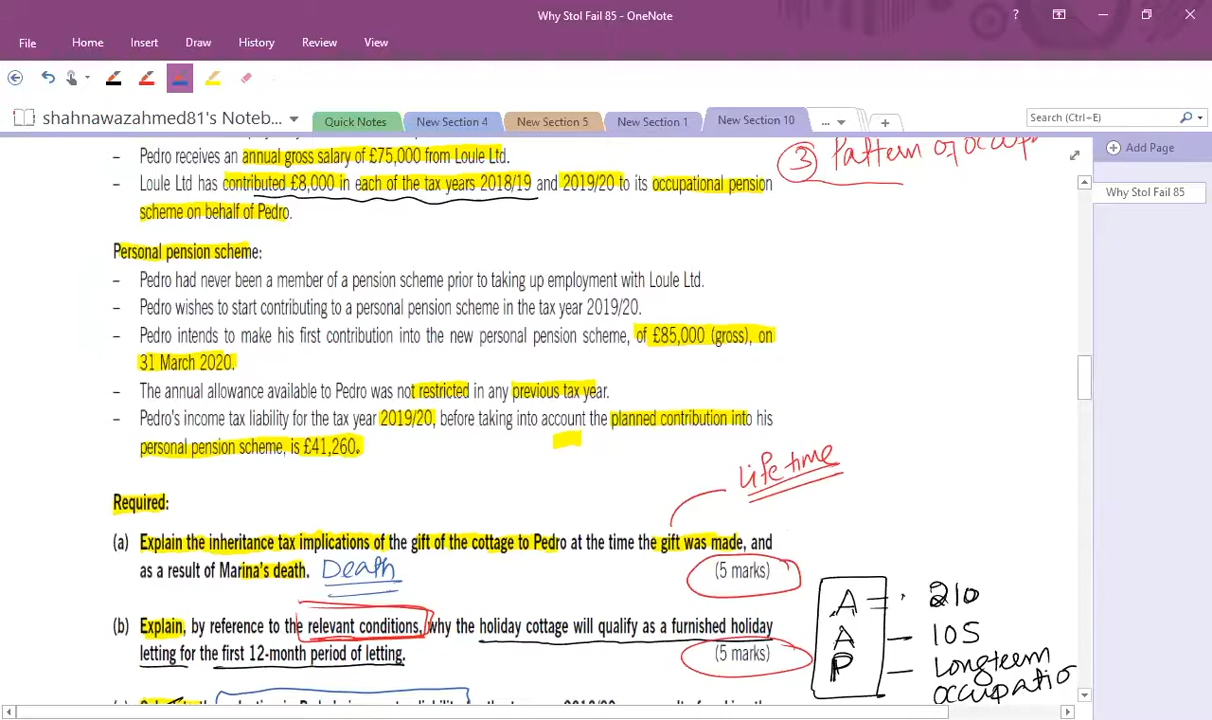 Why Stol Fail 85 - OneNote
?
File Home Insert Draw History Review View
shahnawazahmed81's Noteb... Quick Notes New Section 4 New Section 5 New Section 1 New Section 10 ... + Search (Ctrl+E)
Add Page
Why Stol Fail 85
– Pedro receives an annual gross salary of £75,000 from Loule Ltd.
③ Pattern of
– Loule Ltd has contributed £8,000 in each of the tax years 2018/19 and 2019/20 to its occupational pension
scheme on behalf of Pedro.
Personal pension scheme:
– Pedro had never been a member of a pension scheme prior to taking up employment with Loule Ltd.
– Pedro wishes to start contributing to a personal pension scheme in the tax year 2019/20.
– Pedro intends to make his first contribution into the new personal pension scheme, of £85,000 (gross), on
31 March 2020.
– The annual allowance available to Pedro was not restricted in any previous tax year.
– Pedro's income tax liability for the tax year 2019/20, before taking into account the planned contribution into his
personal pension scheme, is £41,260.
Lifetime
Required:
(a) Explain the inheritance tax implications of the gift of the cottage to Pedro at the time the gift was made, and
as a result of Marina's death. Death (5 marks)
A = 210
(b) Explain, by reference to the relevant conditions, why the holiday cottage will qualify as a furnished holiday
A – 105
letting for the first 12-month period of letting. (5 marks)
P – Longterm
occupatio